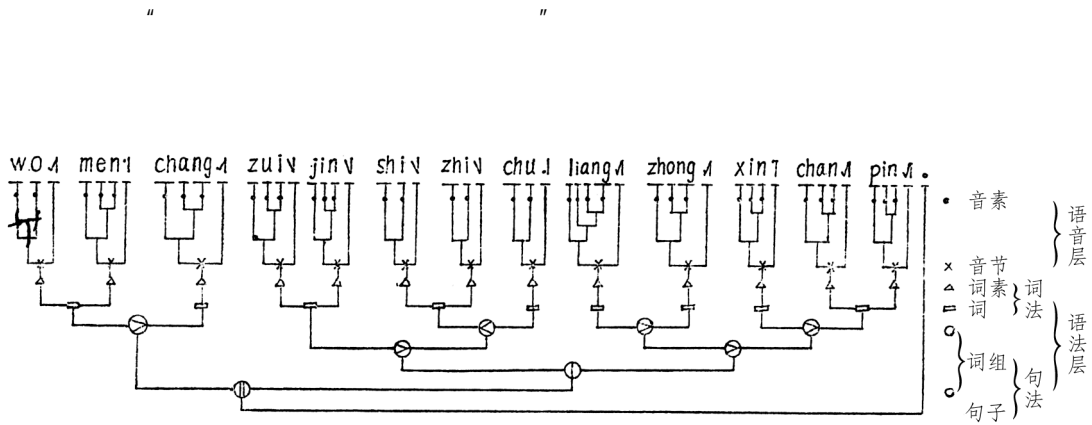 “ ”
wo men chang zui jin shi zhi chu liang zhong xin chan pin .
音素
音节
词素
词
词组
句子
词法
句法
语音层
语法层